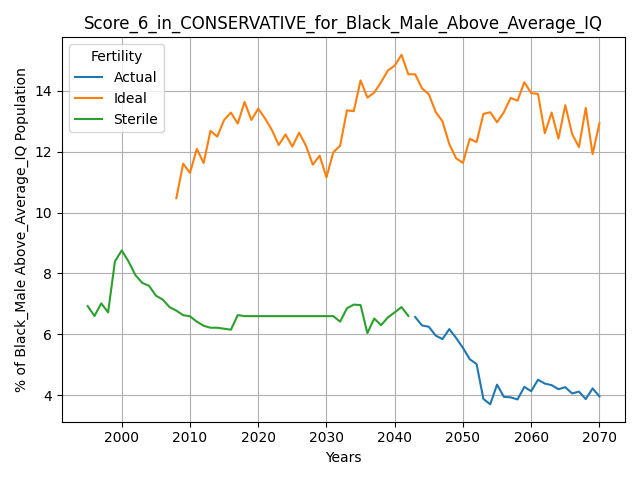 Score_6_in_CONSERVATIVE_for_Black_Male_Above_Average_IQ
Fertility
Actual
Ideal
Sterile
% of Black_Male Above_Average_IQ Population
14
12
10
8
6
4
2000 2010 2020 2030 2040 2050 2060 2070
Years